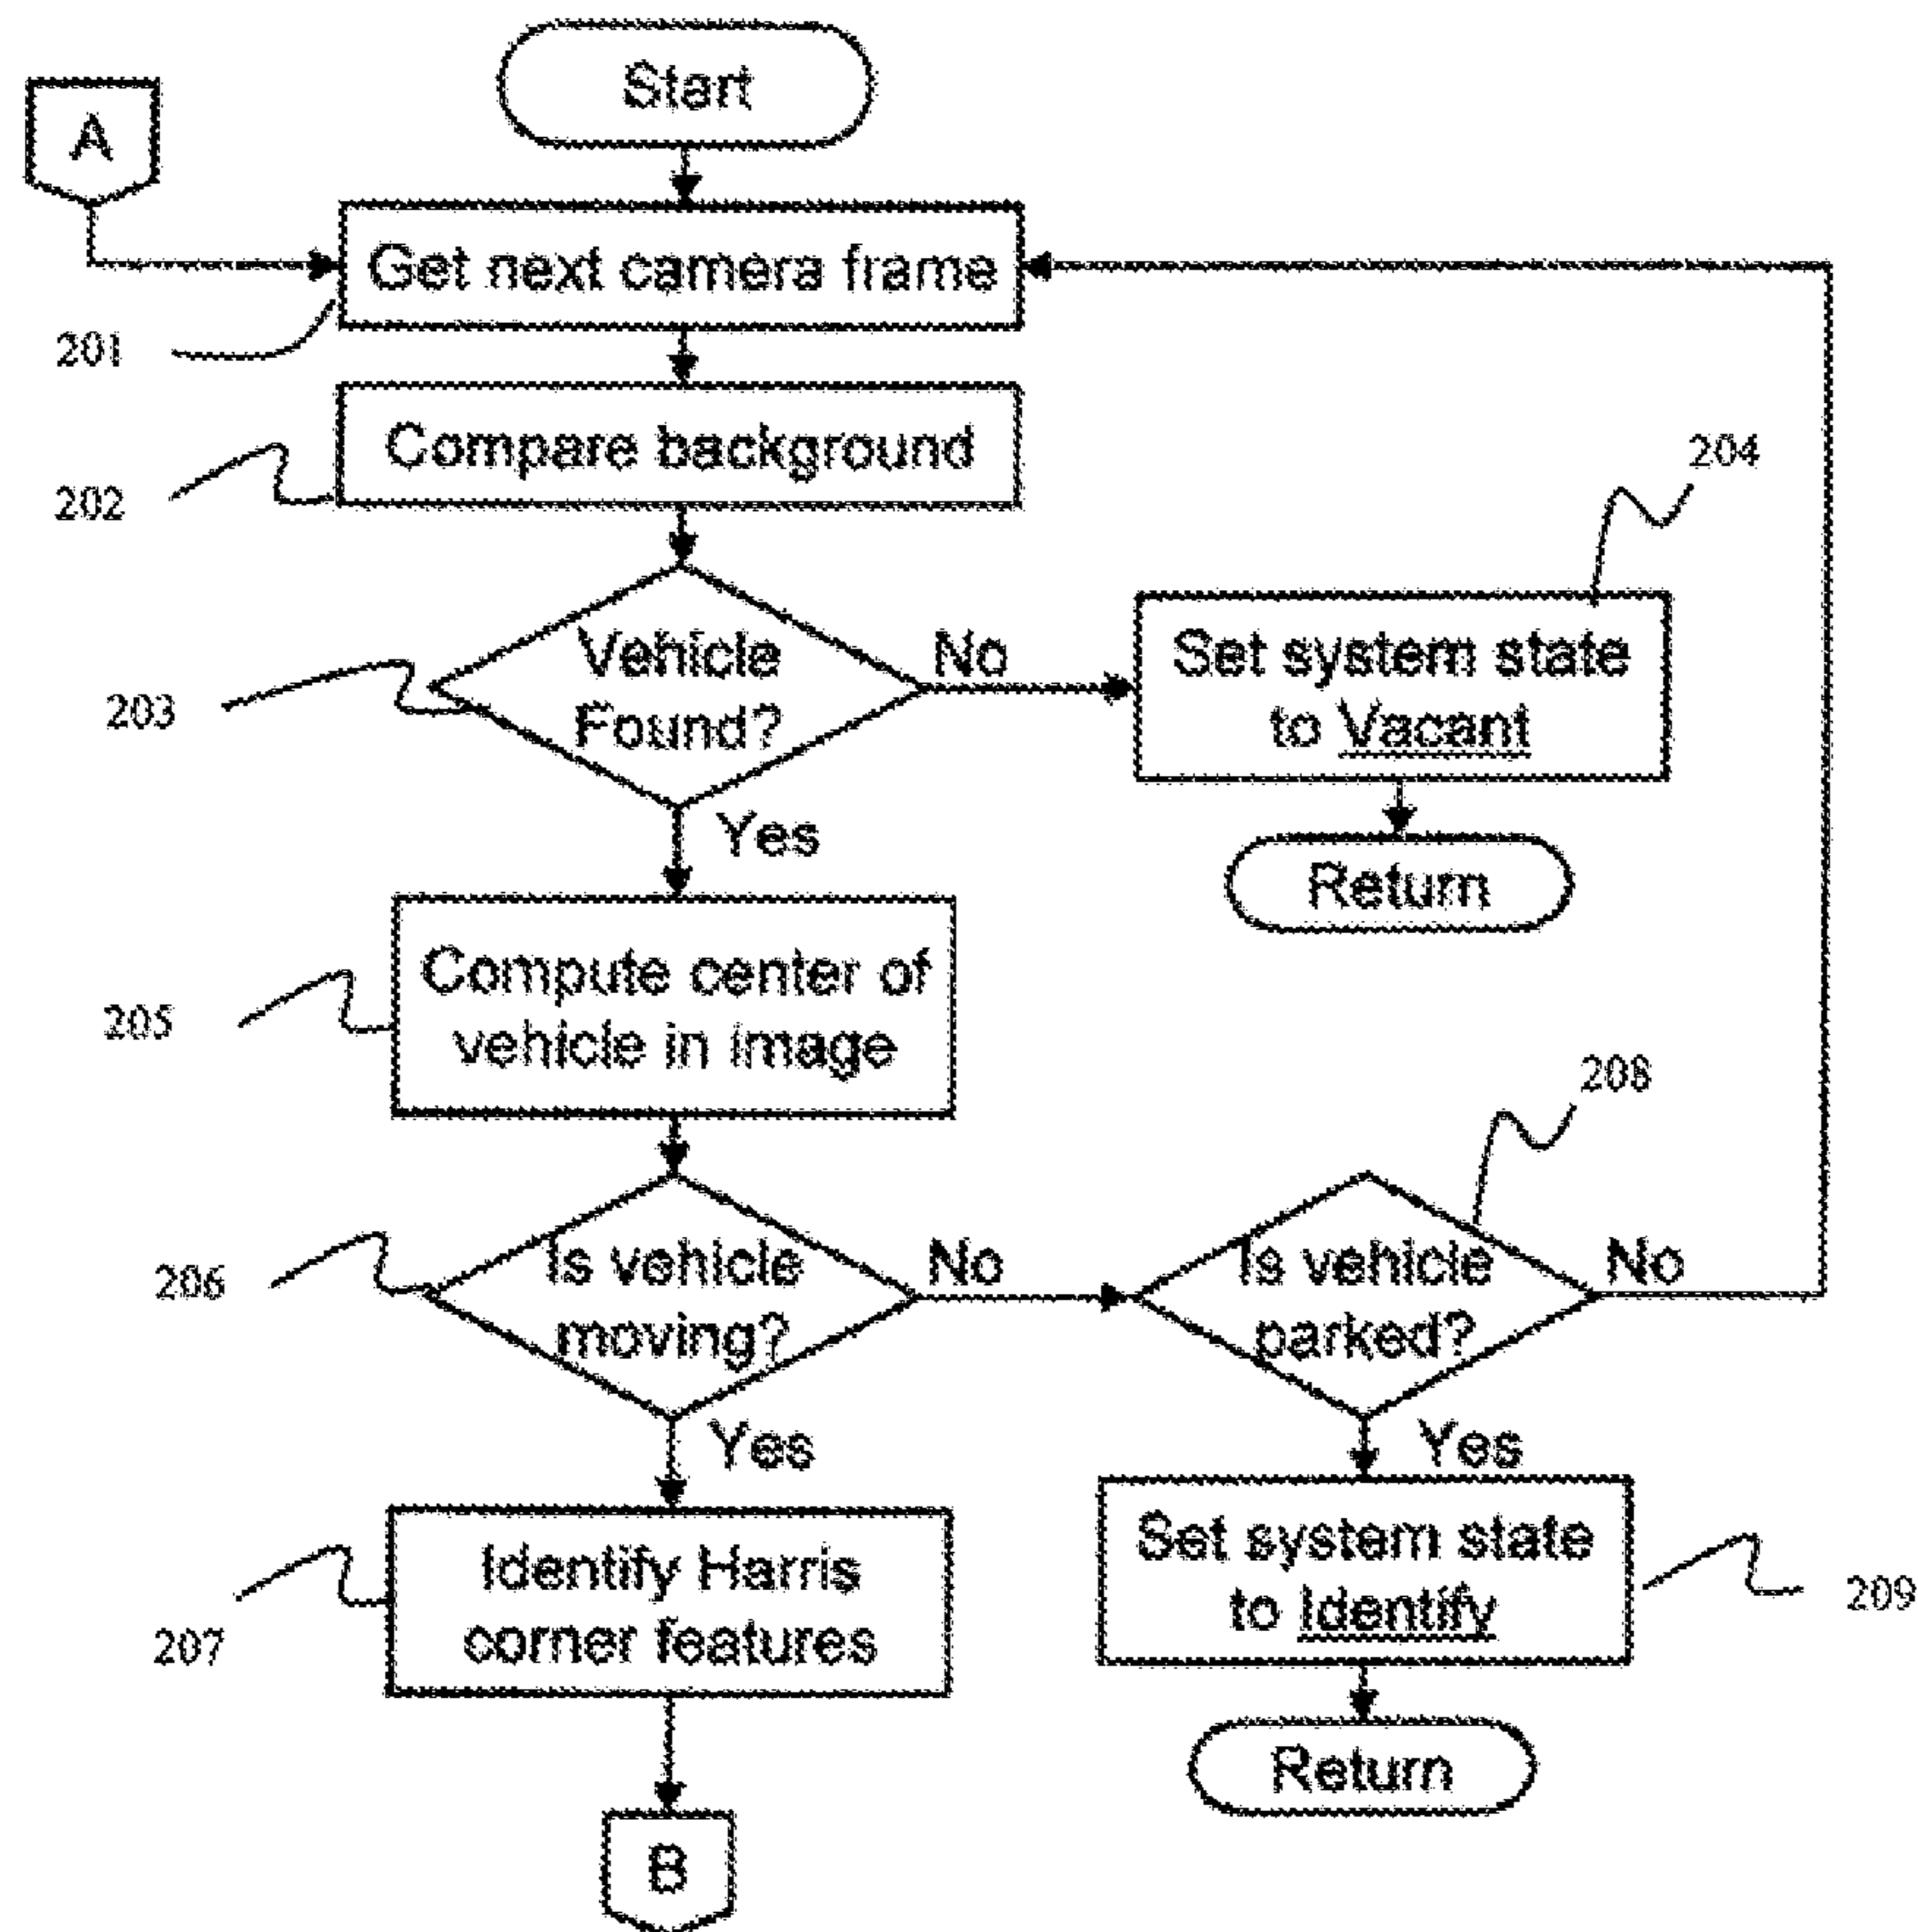 Start
A
Get next camera frame
201
Compare background
202
204
Vehicle
Found?
No
Set system state
to Vacant
203
Yes
Return
Compute center of
vehicle in image
205
208
Is vehicle
moving?
No
Is vehicle
parked?
No
206
Yes
Yes
Identify Harris
corner features
207
Set system state
to Identify
209
Return
B